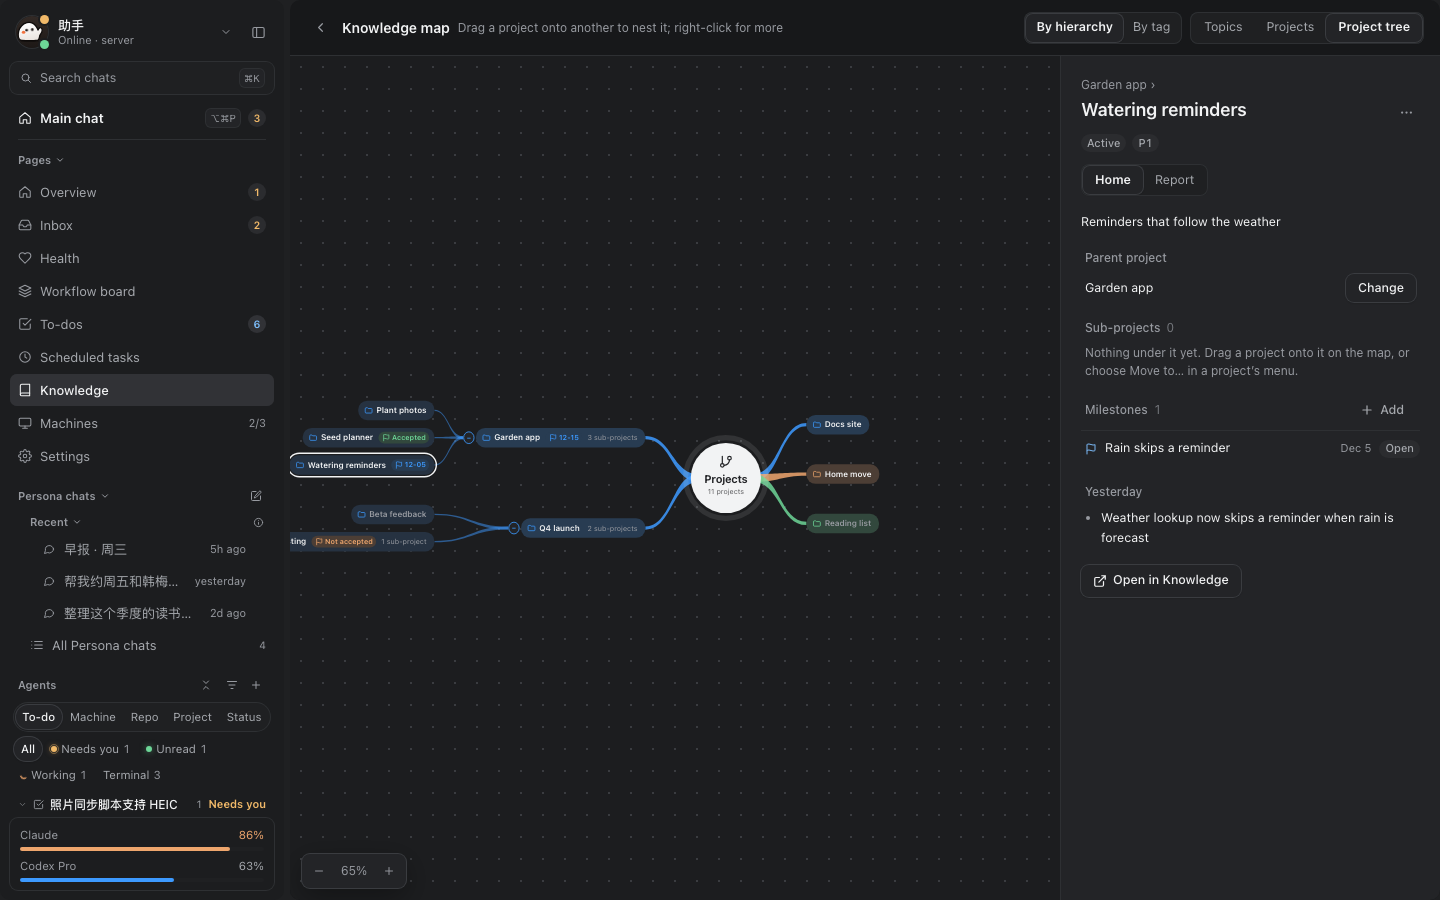 助手
Online · server
Search chats
⌘K
Main chat
⌥⌘P
3
Pages
Overview
1
Inbox
2
Health
Workflow board
To-dos
6
Scheduled tasks
Knowledge
Machines
2/3
Settings
Persona chats
Recent
早报 · 周三
5h ago
帮我约周五和韩梅...
yesterday
整理这个季度的读书...
2d ago
All Persona chats
4
Agents
To-do
Machine
Repo
Project
Status
All
Needs you 1
Unread 1
Working 1
Terminal 3
照片同步脚本支持 HEIC
1 Needs you
Claude
86%
Codex Pro
63%
Knowledge map
Drag a project onto another to nest it; right-click for more
By hierarchy
By tag
Topics
Projects
Project tree
Plant photos
Seed planner
Accepted
Watering reminders
12-05
Garden app
12-15
3 sub-projects
Beta feedback
ting
Not accepted
1 sub-project
Q4 launch
2 sub-projects
Projects
11 projects
Docs site
Home move
Reading list
65%
Garden app ›
Watering reminders
Active
P1
Home
Report
Reminders that follow the weather
Parent project
Garden app
Change
Sub-projects 0
Nothing under it yet. Drag a project onto it on the map, or
choose Move to... in a project's menu.
Milestones 1
Add
Rain skips a reminder
Dec 5
Open
Yesterday
Weather lookup now skips a reminder when rain is
forecast
Open in Knowledge